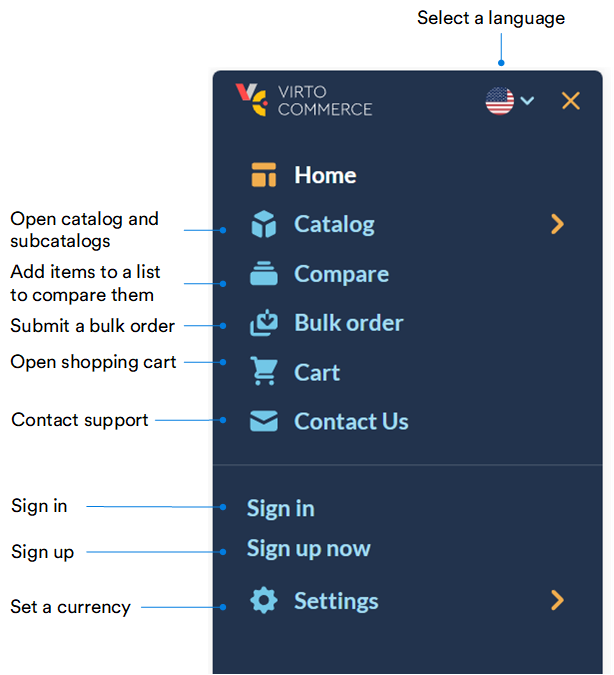 Select a language
VIRTO
COMMERCE
Home
Open catalog and
subcatalogs
Catalog
Add items to a list
to compare them
Compare
Submit a bulk order
Bulk order
Open shopping cart
Cart
Contact support
Contact Us
Sign in
Sign in
Sign up
Sign up now
Set a currency
Settings